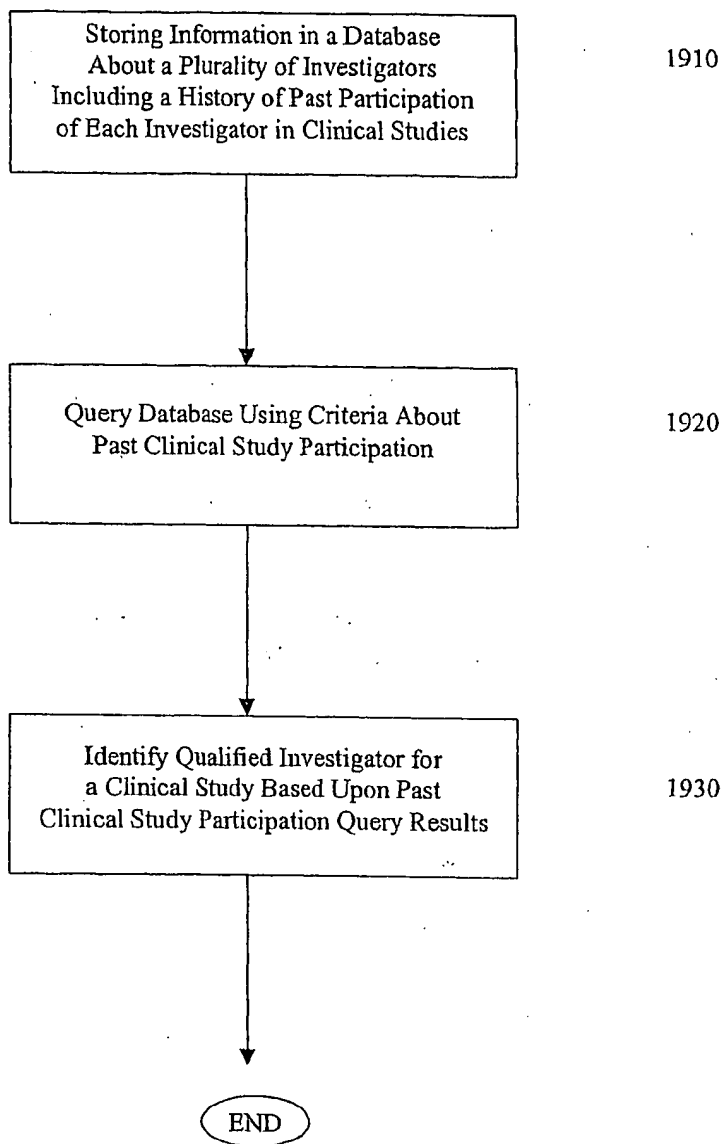 Storing Information in a Database
About a Plurality of Investigators
Including a History of Past Participation
of Each Investigator in Clinical Studies
1910
Query Database Using Criteria About
Past Clinical Study Participation
1920
Identify Qualified Investigator for
a Clinical Study Based Upon Past
Clinical Study Participation Query Results
1930
END